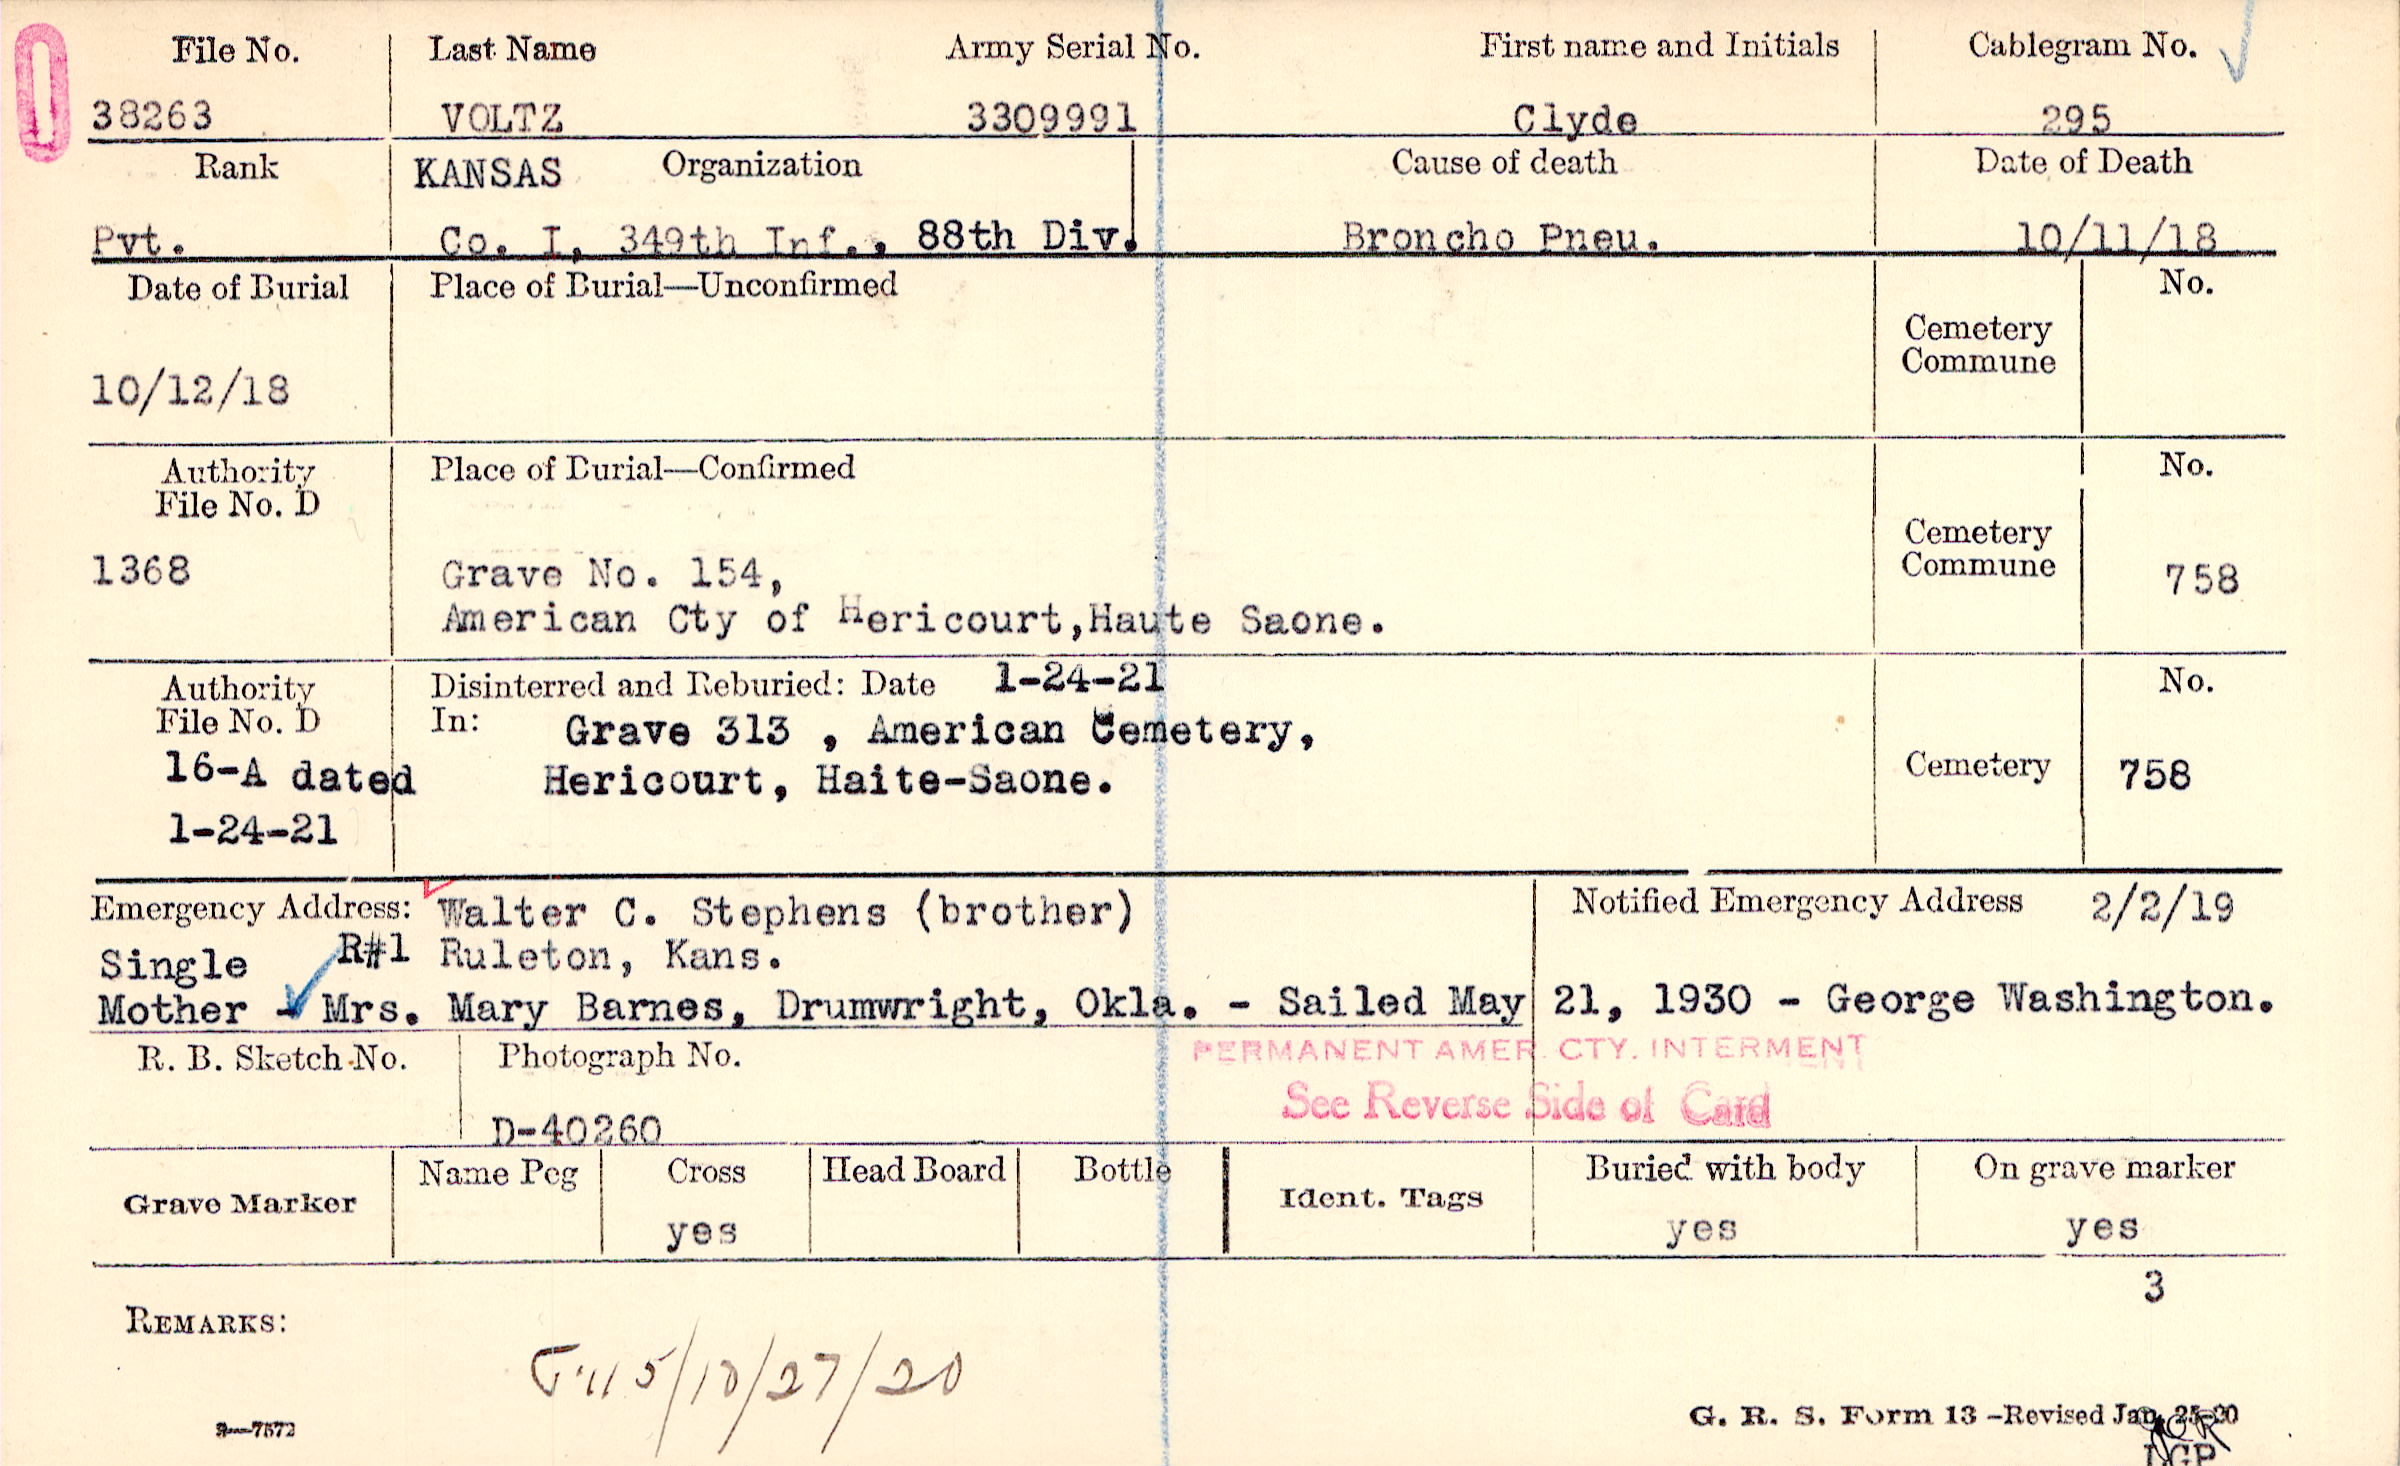 File No. Last Name Army Serial No. First name and Initials Cablegram No.
38263 VOLTZ 3309991 Clyde 295
Rank KANSAS Organization Cause of death Date of Death
Pvt. Co. I, 349th Inf., 88th Div. Broncho Pneu. 10/11/18
Date of Burial Place of Burial—Unconfirmed No.
Cemetery
Commune
10/12/18
Authority Place of Burial—Confirmed No.
File No. D
Cemetery
1368 Grave No. 154, Commune 758
American Cty of Hericourt,Haute Saone.
Authority Disinterred and Reburied: Date 1-24-21 No.
File No. D In: Grave 313 , American Cemetery,
16-A dated Hericourt, Haite-Saone. Cemetery 758
1-24-21
Emergency Address: Walter C. Stephens (brother) Notified Emergency Address 2/2/19
Single R#1 Ruleton, Kans.
Mother - Mrs. Mary Barnes, Drumwright, Okla. - Sailed May 21, 1930 - George Washington.
R. B. Sketch No. Photograph No. PERMANENT AMER. CTY. INTERMENT
See Reverse Side of Card
D-40260
Grave Marker Name Peg Cross Head Board Bottle Ident. Tags Buried with body On grave marker
yes yes yes
3
REMARKS:
5/10/27/20
G. R. S. Form 13 -Revised Jan. 25-20
9—7572